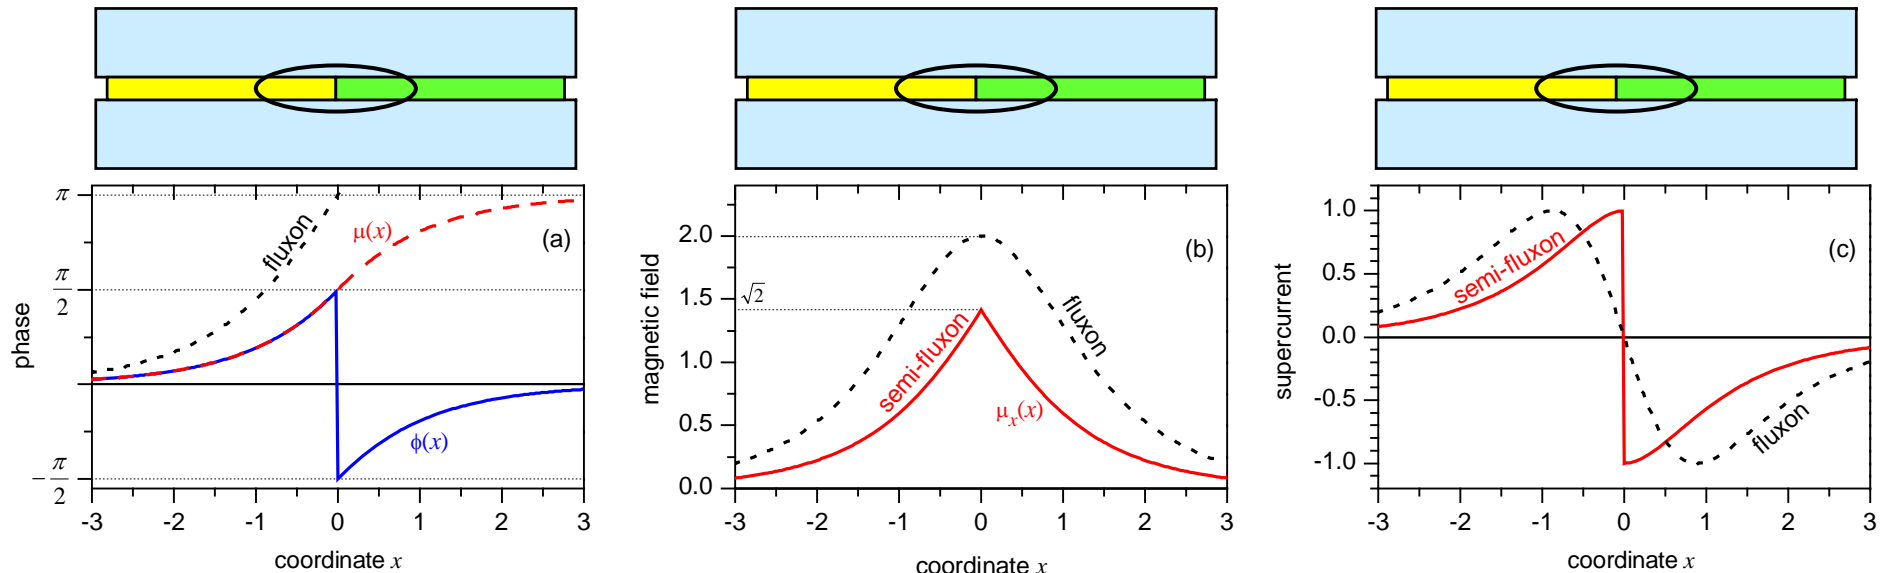 π
π/2
-π/2
phase
fluxon
μ(x)
(a)
ϕ(x)
-3 -2 -1 0 1 2 3
coordinate x
2.0
1.5
1.0
0.5
0.0
√2
magnetic field
semi-fluxon
fluxon
(b)
μx(x)
-3 -2 -1 0 1 2 3
coordinate x
1.0
0.5
0.0
-0.5
-1.0
supercurrent
semi-fluxon
(c)
fluxon
-3 -2 -1 0 1 2 3
coordinate x